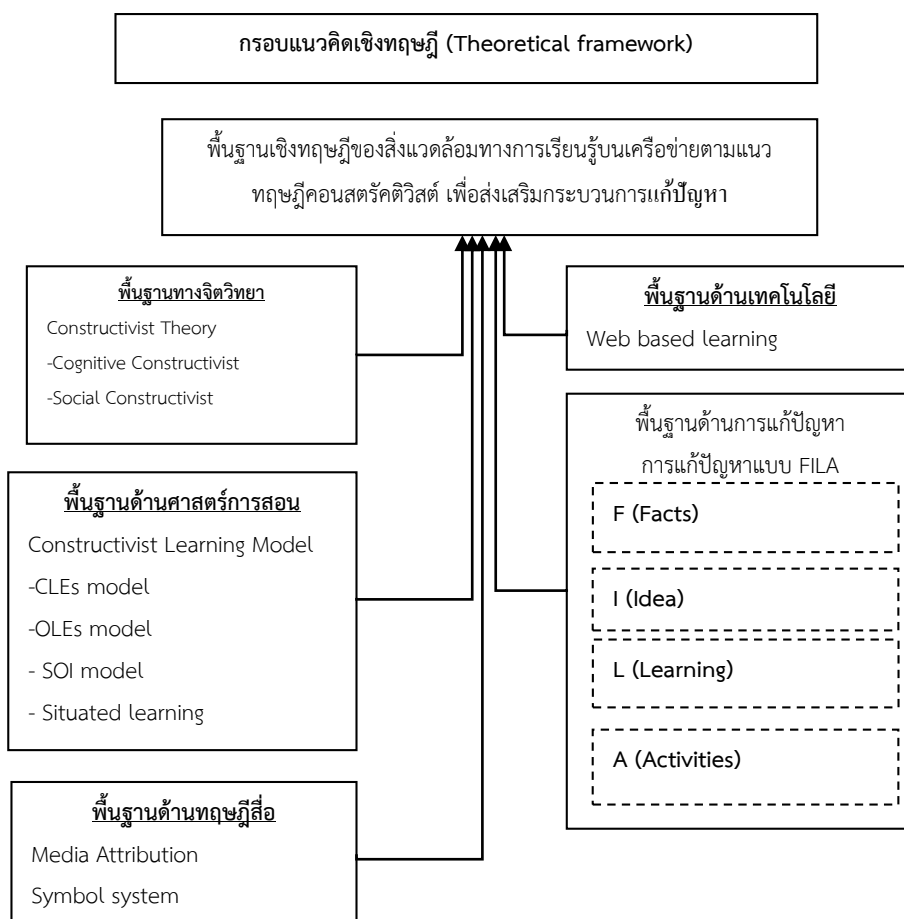 กรอบแนวคิดเชิงทฤษฎี (Theoretical framework)
พื้นฐานเชิงทฤษฎีของสิ่งแวดล้อมทางการเรียนรู้บนเครือข่ายตามแนว
ทฤษฎีคอนสตรัคติวิสต์ เพื่อส่งเสริมกระบวนการแก้ปัญหา
พื้นฐานทางจิตวิทยา
Constructivist Theory
-Cognitive Constructivist
-Social Constructivist
พื้นฐานด้านศาสตร์การสอน
Constructivist Learning Model
-CLEs model
-OLEs model
- SOI model
- Situated learning
พื้นฐานด้านทฤษฎีสื่อ
Media Attribution
Symbol system
พื้นฐานด้านเทคโนโลยี
Web based learning
พื้นฐานด้านการแก้ปัญหา
การแก้ปัญหาแบบ FILA
F (Facts)
I (Idea)
L (Learning)
A (Activities)